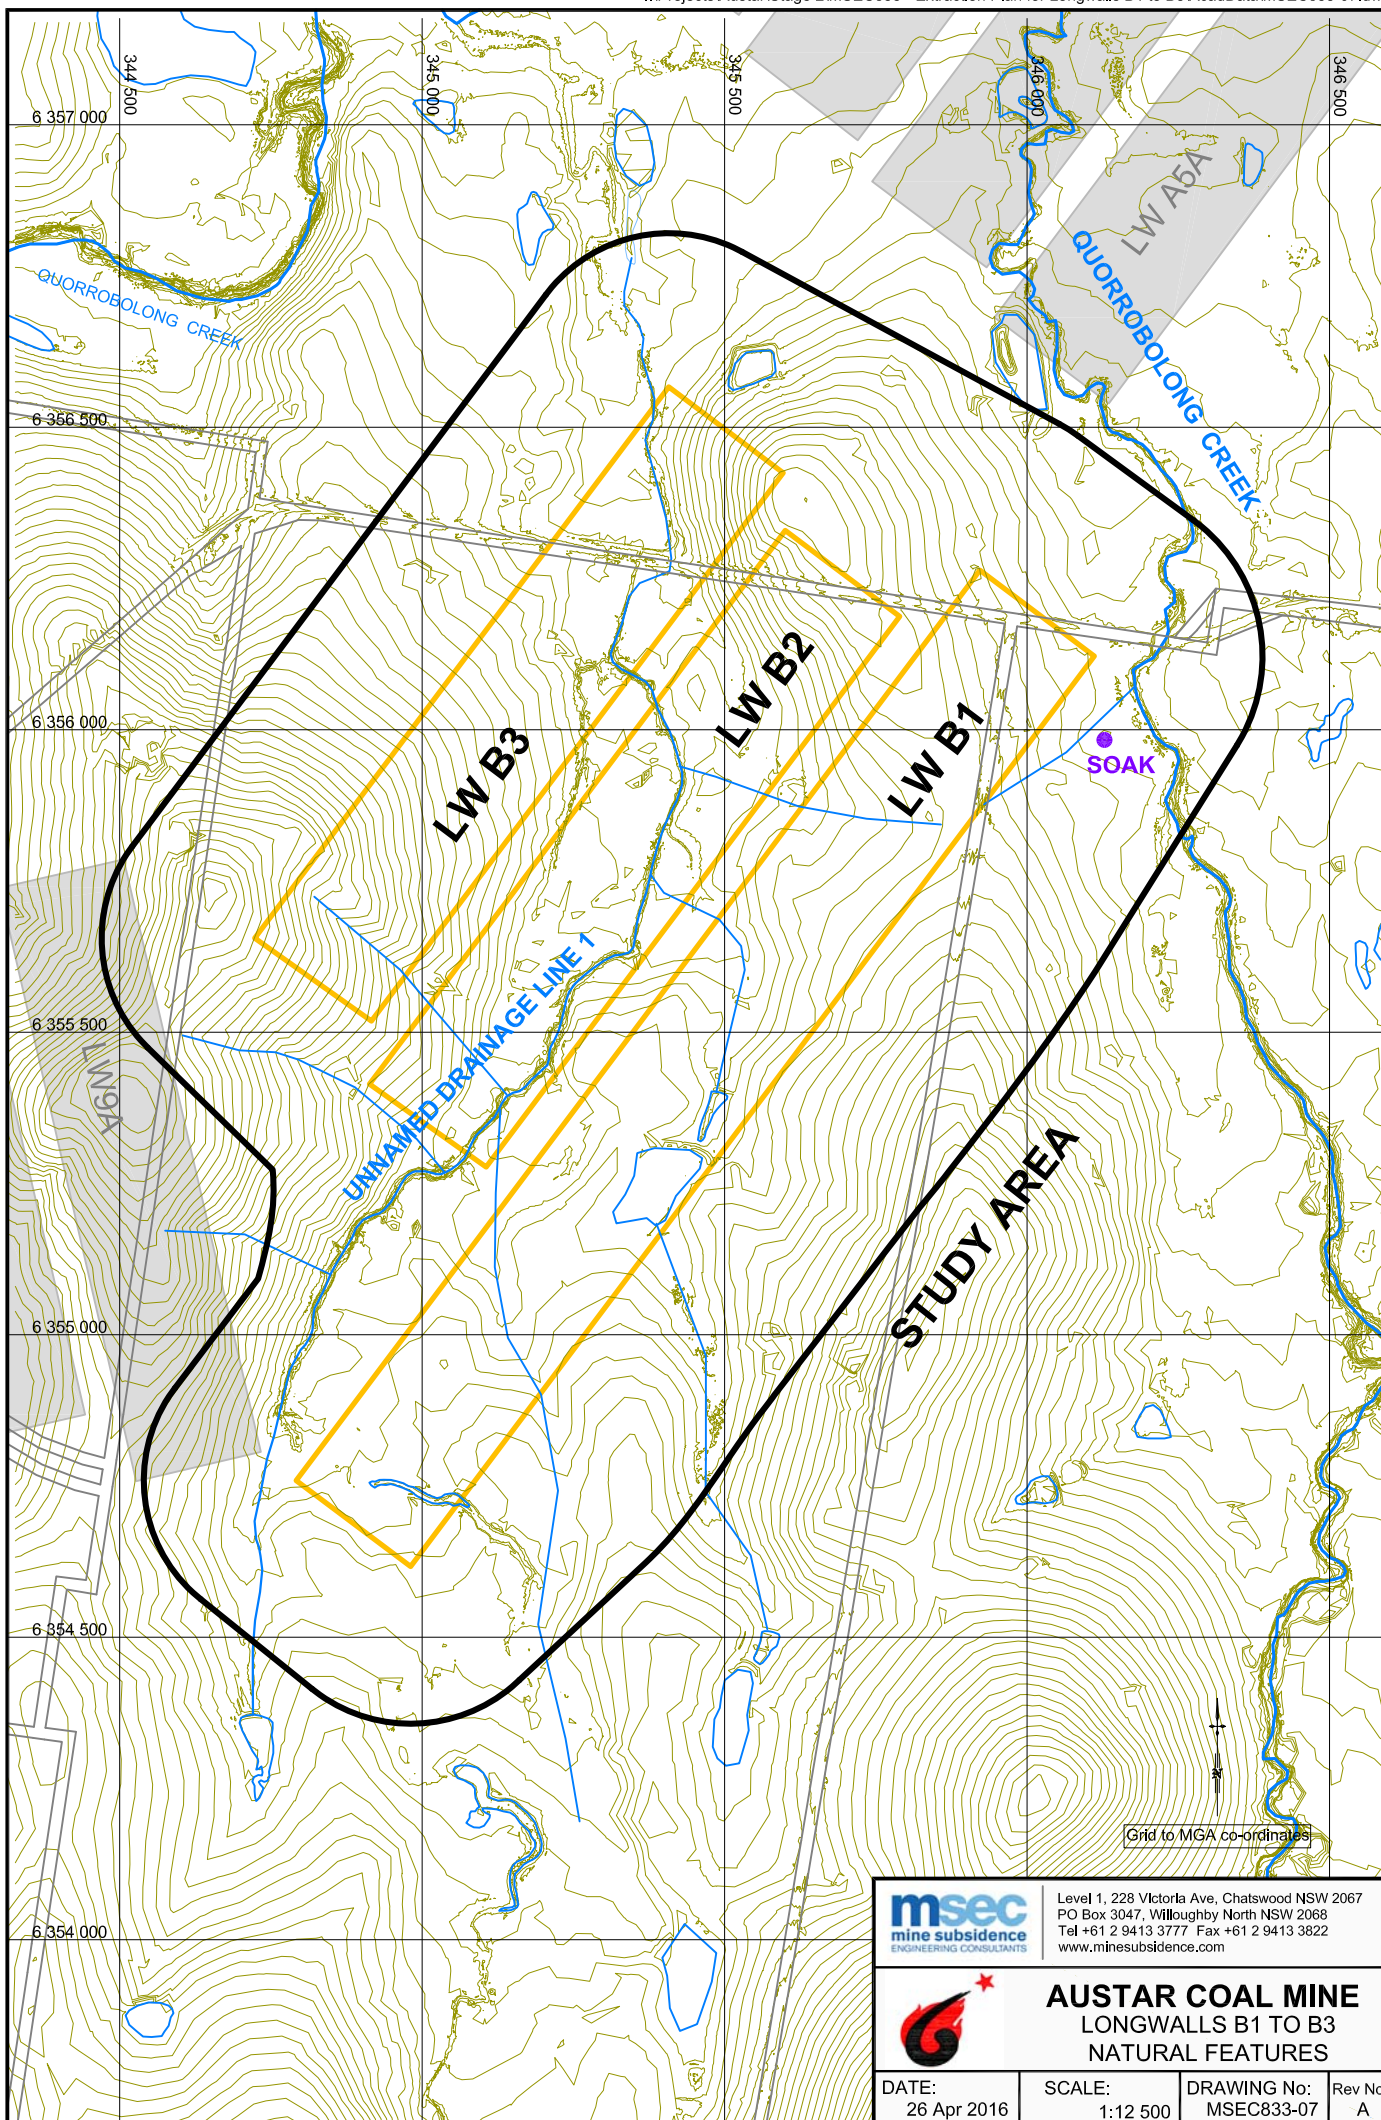 344 500
345 000
345 500
346 000
346 500
6 357 000
LW A5A
QUORROBOLONG CREEK
QUORROBOLONG CREEK
6 356 500
LW B2
LW B3
LW B1
6 356 000
SOAK
UNNAMED DRAINAGE LINE 1
6 355 500
LW9A
STUDY AREA
6 355 000
6 354 500
Grid to MGA co-ordinates
6 354 000
msec
mine subsidence
ENGINEERING CONSULTANTS
Level 1, 228 Victoria Ave, Chatswood NSW 2067
PO Box 3047, Willoughby North NSW 2068
Tel +61 2 9413 3777 Fax +61 2 9413 3822
www.minesubsidence.com
AUSTAR COAL MINE
LONGWALLS B1 TO B3
NATURAL FEATURES
DATE:
26 Apr 2016
SCALE:
1:12 500
DRAWING No:
MSEC833-07
Rev No
A